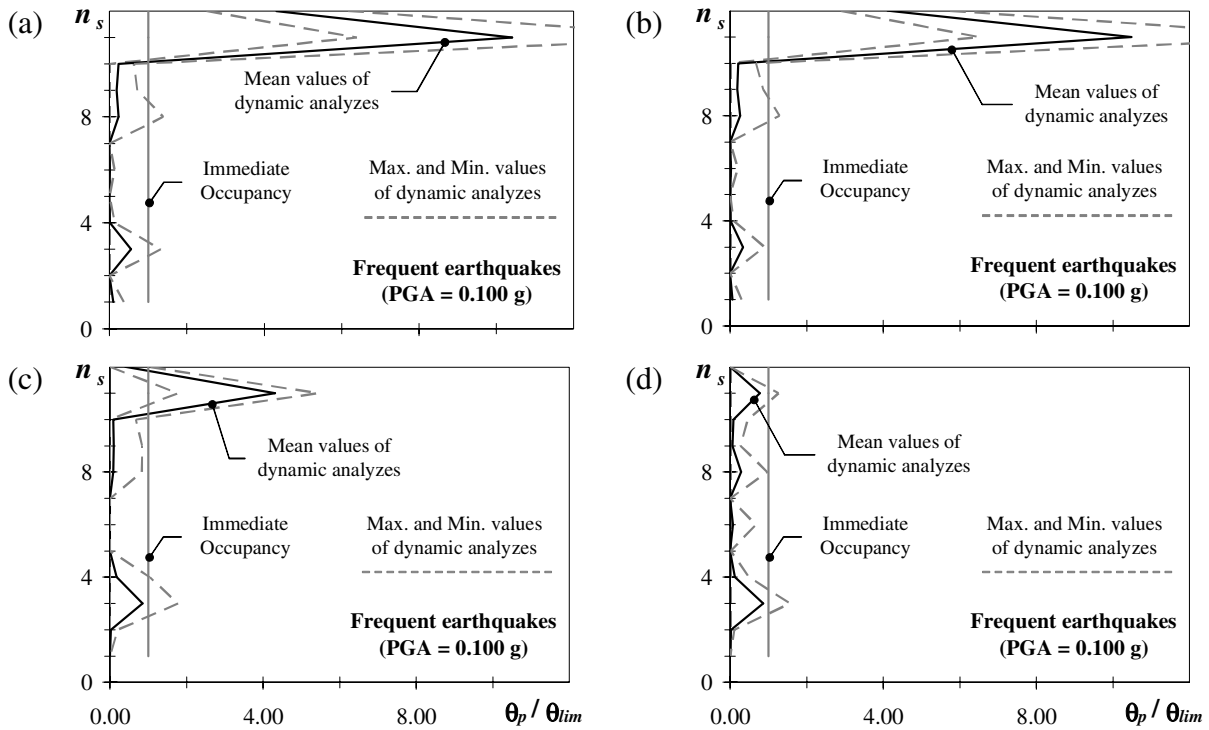 (a)
n s
8
4
0
Mean values of
dynamic analyzes
Immediate
Occupancy
Max. and Min. values
of dynamic analyzes
Frequent earthquakes
(PGA = 0.100 g)
(b)
n s
8
4
0
Mean values of
dynamic analyzes
Immediate
Occupancy
Max. and Min. values
of dynamic analyzes
Frequent earthquakes
(PGA = 0.100 g)
(c)
n s
8
4
0
Mean values of
dynamic analyzes
Immediate
Occupancy
Max. and Min. values
of dynamic analyzes
Frequent earthquakes
(PGA = 0.100 g)
0.00 4.00 8.00 θp / θlim
(d)
n s
8
4
0
Mean values of
dynamic analyzes
Immediate
Occupancy
Max. and Min. values
of dynamic analyzes
Frequent earthquakes
(PGA = 0.100 g)
0.00 4.00 8.00 θp / θlim